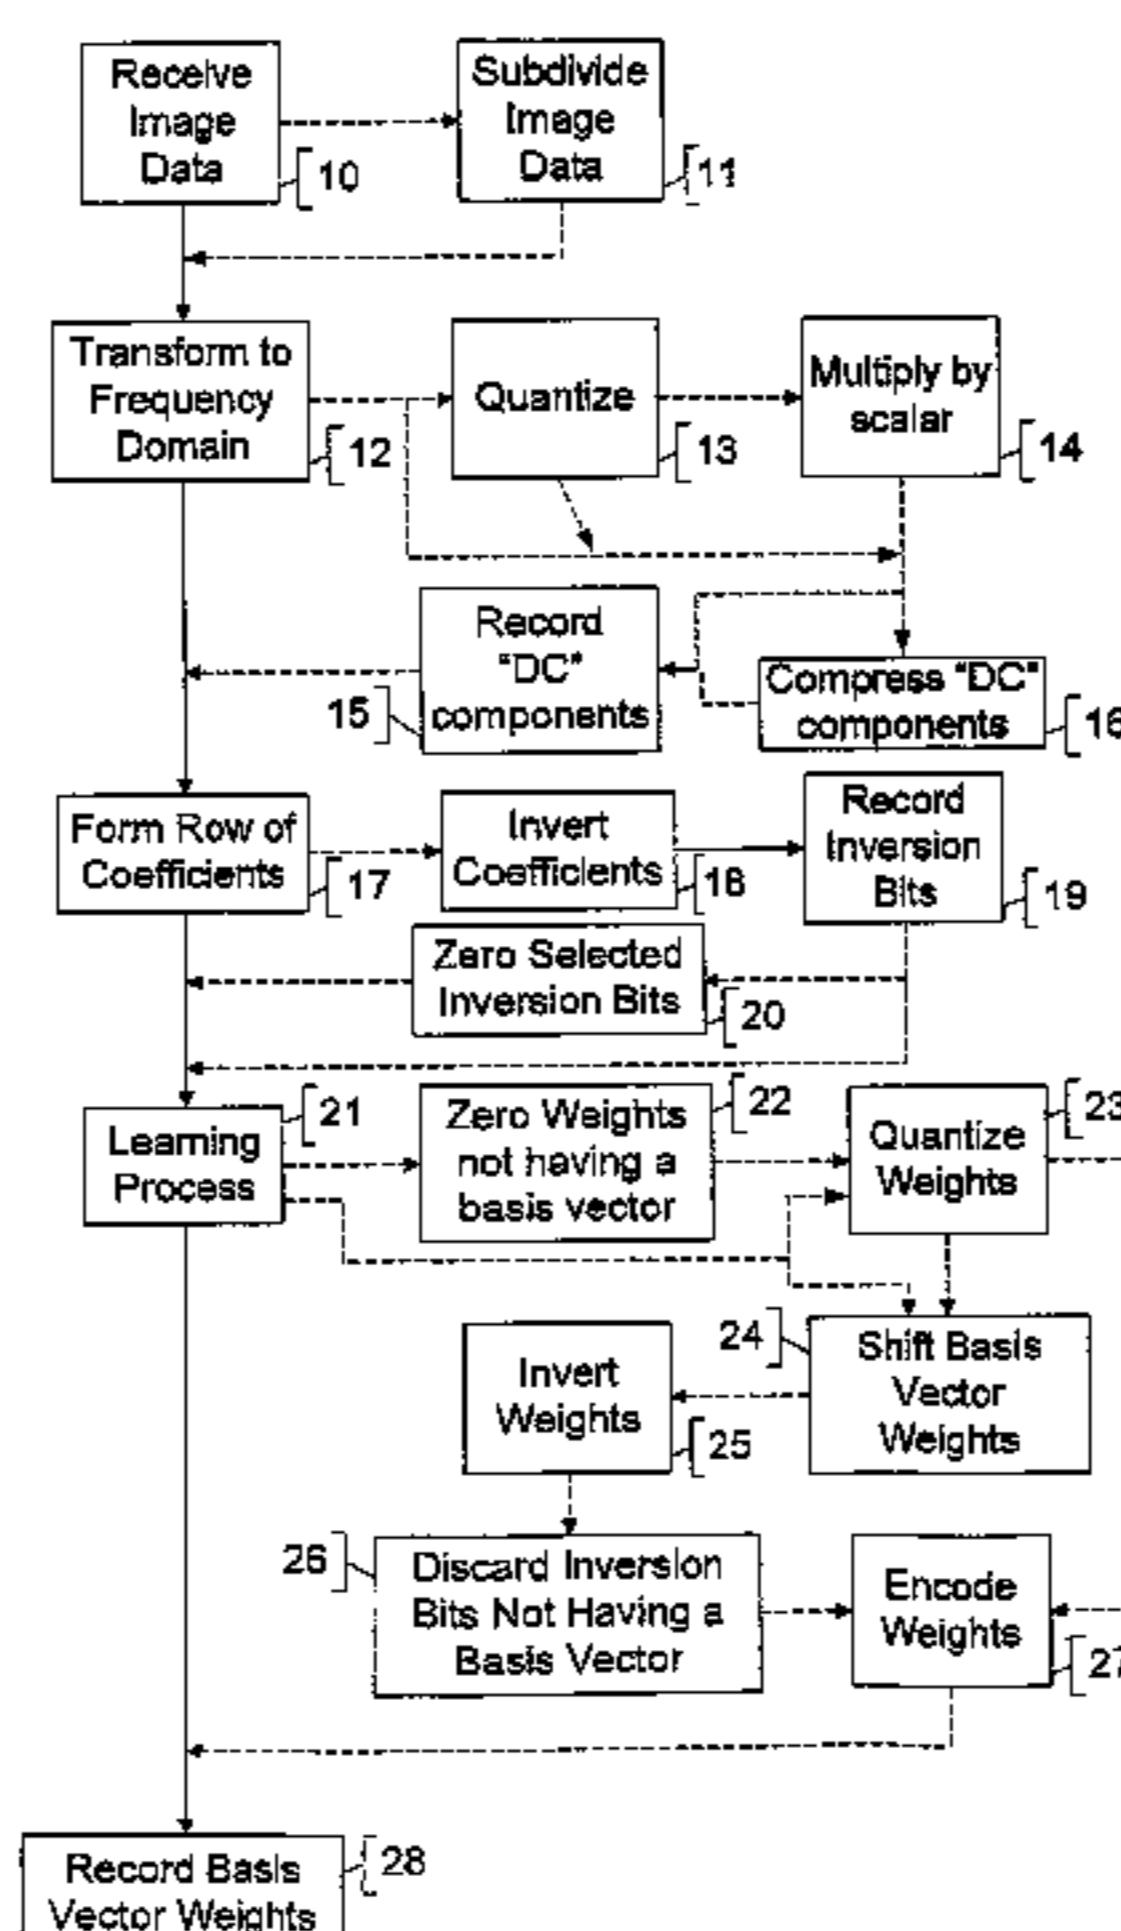 Receive
Image
Data
10
Subdivide
Image
Data
11
Transform to
Frequency
Domain
12
Quantize
13
Multiply by
scalar
14
Record
"DC"
components
15
Compress "DC"
components
16
Form Row of
Coefficients
17
Invert
Coefficients
18
Record
Inversion
Bits
19
Zero Selected
Inversion Bits
20
Learning
Process
21
Zero Weights
not having a
basis vector
22
Quantize
Weights
23
Shift Basis
Vector
Weights
24
Invert
Weights
25
Discard Inversion
Bits Not Having a
Basis Vector
26
Encode
Weights
27
Record Basis
Vector Weights
28